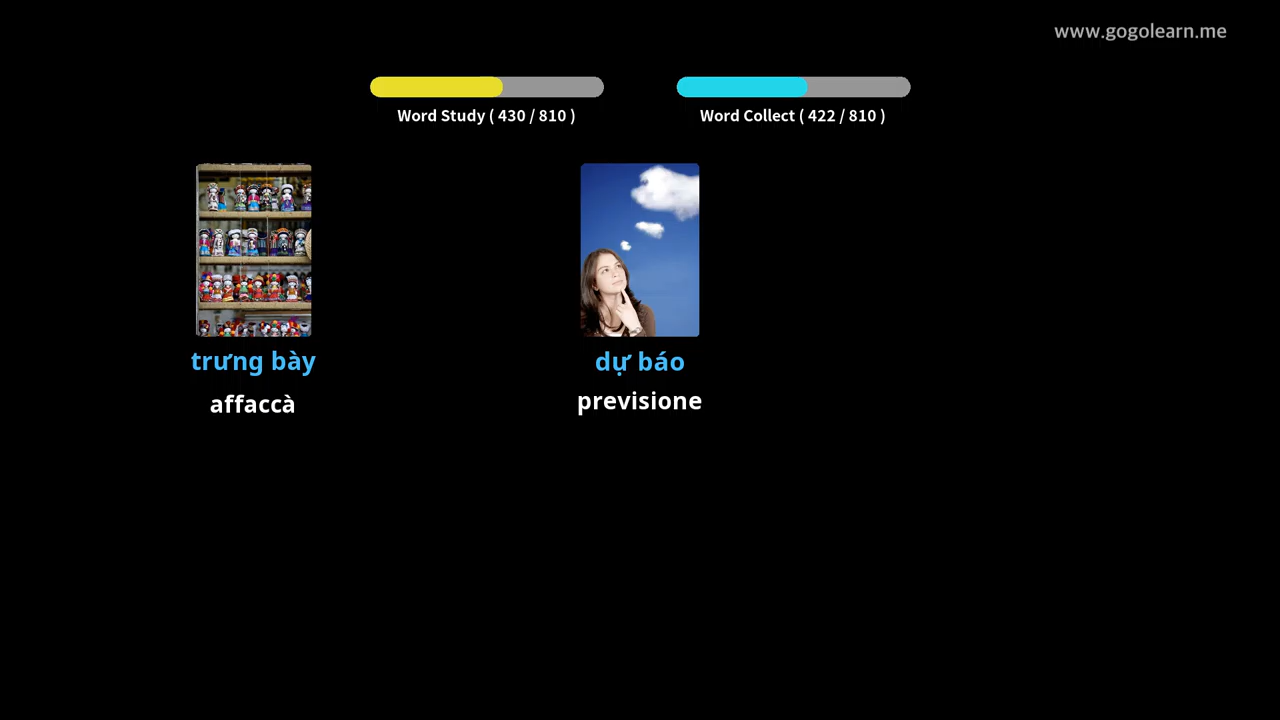 www.gogolearn.me
Word Study ( 430 / 810 )
Word Collect ( 422 / 810 )
trưng bày
affaccà
dự báo
previsione